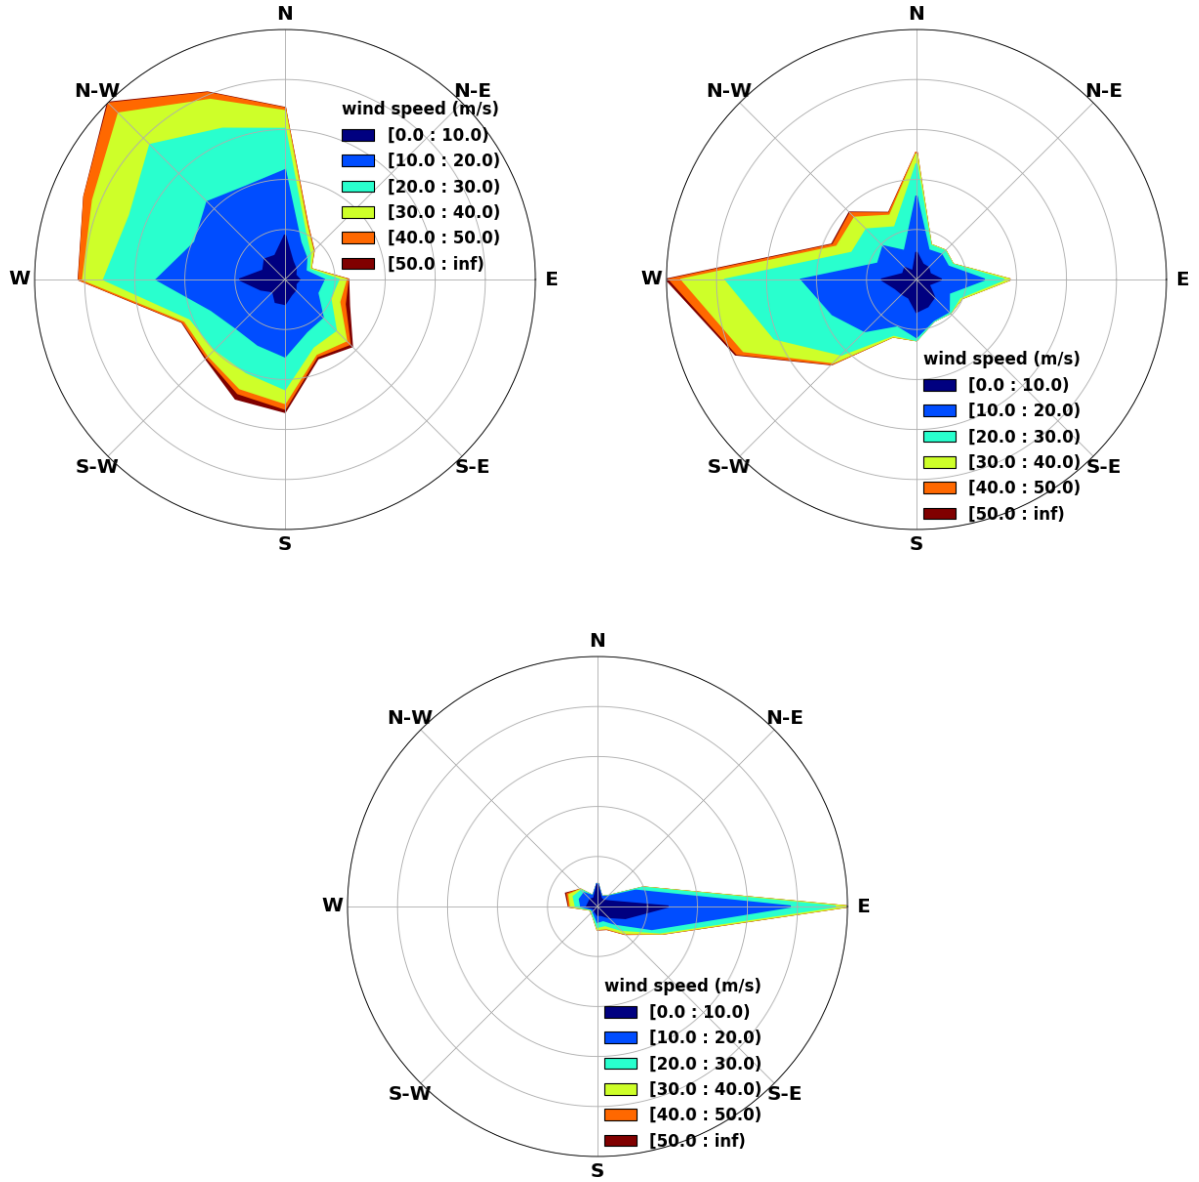 N
N-W
N-E
wind speed (m/s)
[0.0 : 10.0)
[10.0 : 20.0)
[20.0 : 30.0)
[30.0 : 40.0)
[40.0 : 50.0)
[50.0 : inf)
W
E
S-W
S-E
S
N
N-W
N-E
W
E
wind speed (m/s)
[0.0 : 10.0)
[10.0 : 20.0)
[20.0 : 30.0)
[30.0 : 40.0)
[40.0 : 50.0)
[50.0 : inf)
S-W
S-E
S
N
N-W
N-E
W
E
wind speed (m/s)
[0.0 : 10.0)
[10.0 : 20.0)
[20.0 : 30.0)
[30.0 : 40.0)
[40.0 : 50.0)
[50.0 : inf)
S-W
S-E
S